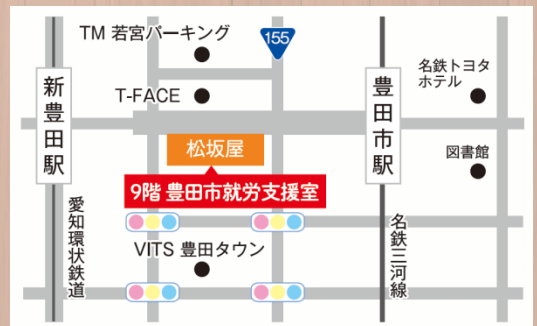 TM 若宮パーキング
155
名鉄トヨタ
ホテル
新豊田駅
T-FACE
豊田市駅
松坂屋
図書館
9階 豊田市就労支援室
愛知環状鉄道
VITS 豊田タウン
名鉄三河線